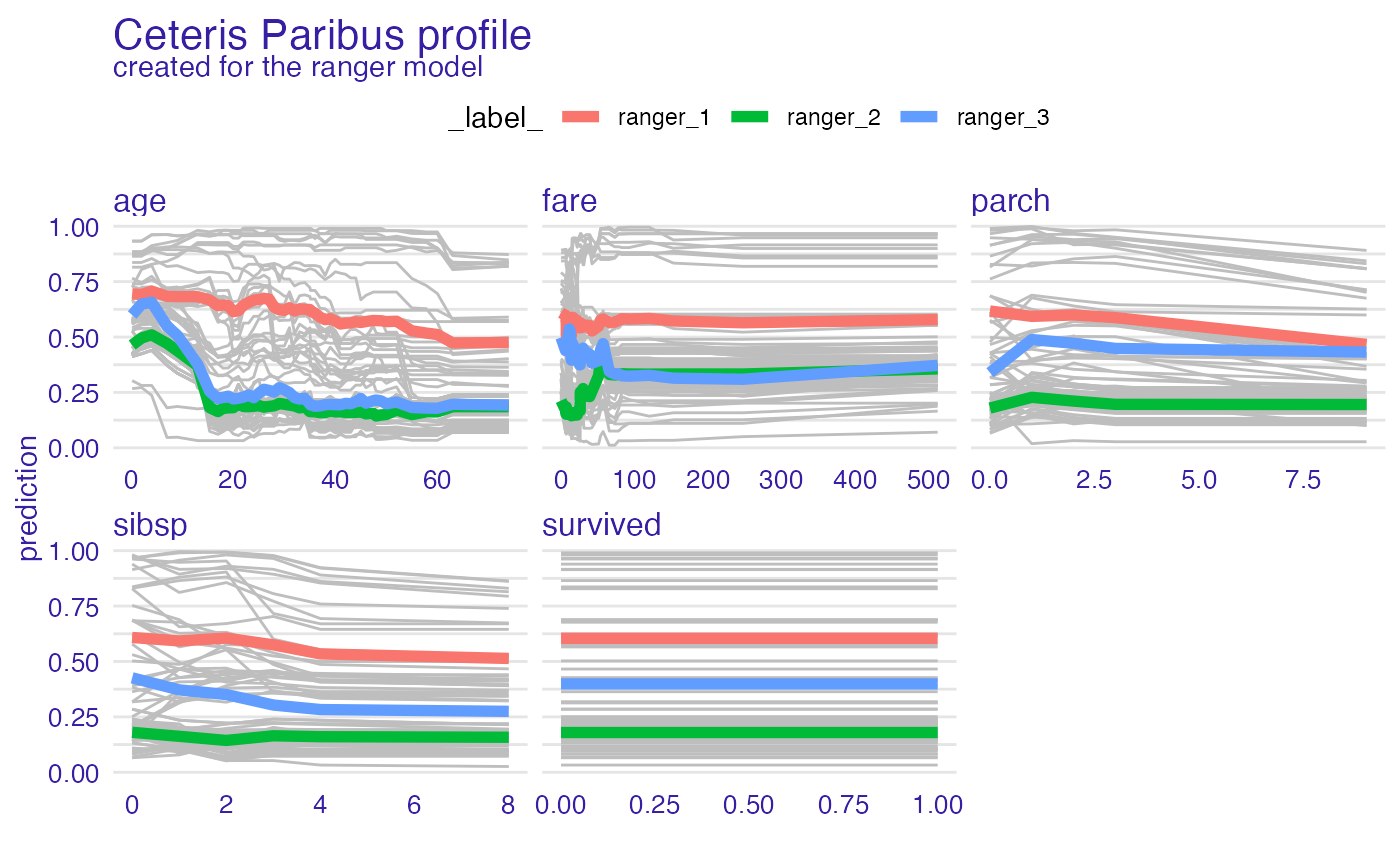 Ceteris Paribus profile
created for the ranger model
_label_ ranger_1 ranger_2 ranger_3
age fare parch
1.00
0.75
0.50
0.25
0.00
0 20 40 60 0 100 200 300 400 500 0.0 2.5 5.0 7.5
prediction
sibsp survived
1.00
0.75
0.50
0.25
0.00
0 2 4 6 8 0.00 0.25 0.50 0.75 1.00